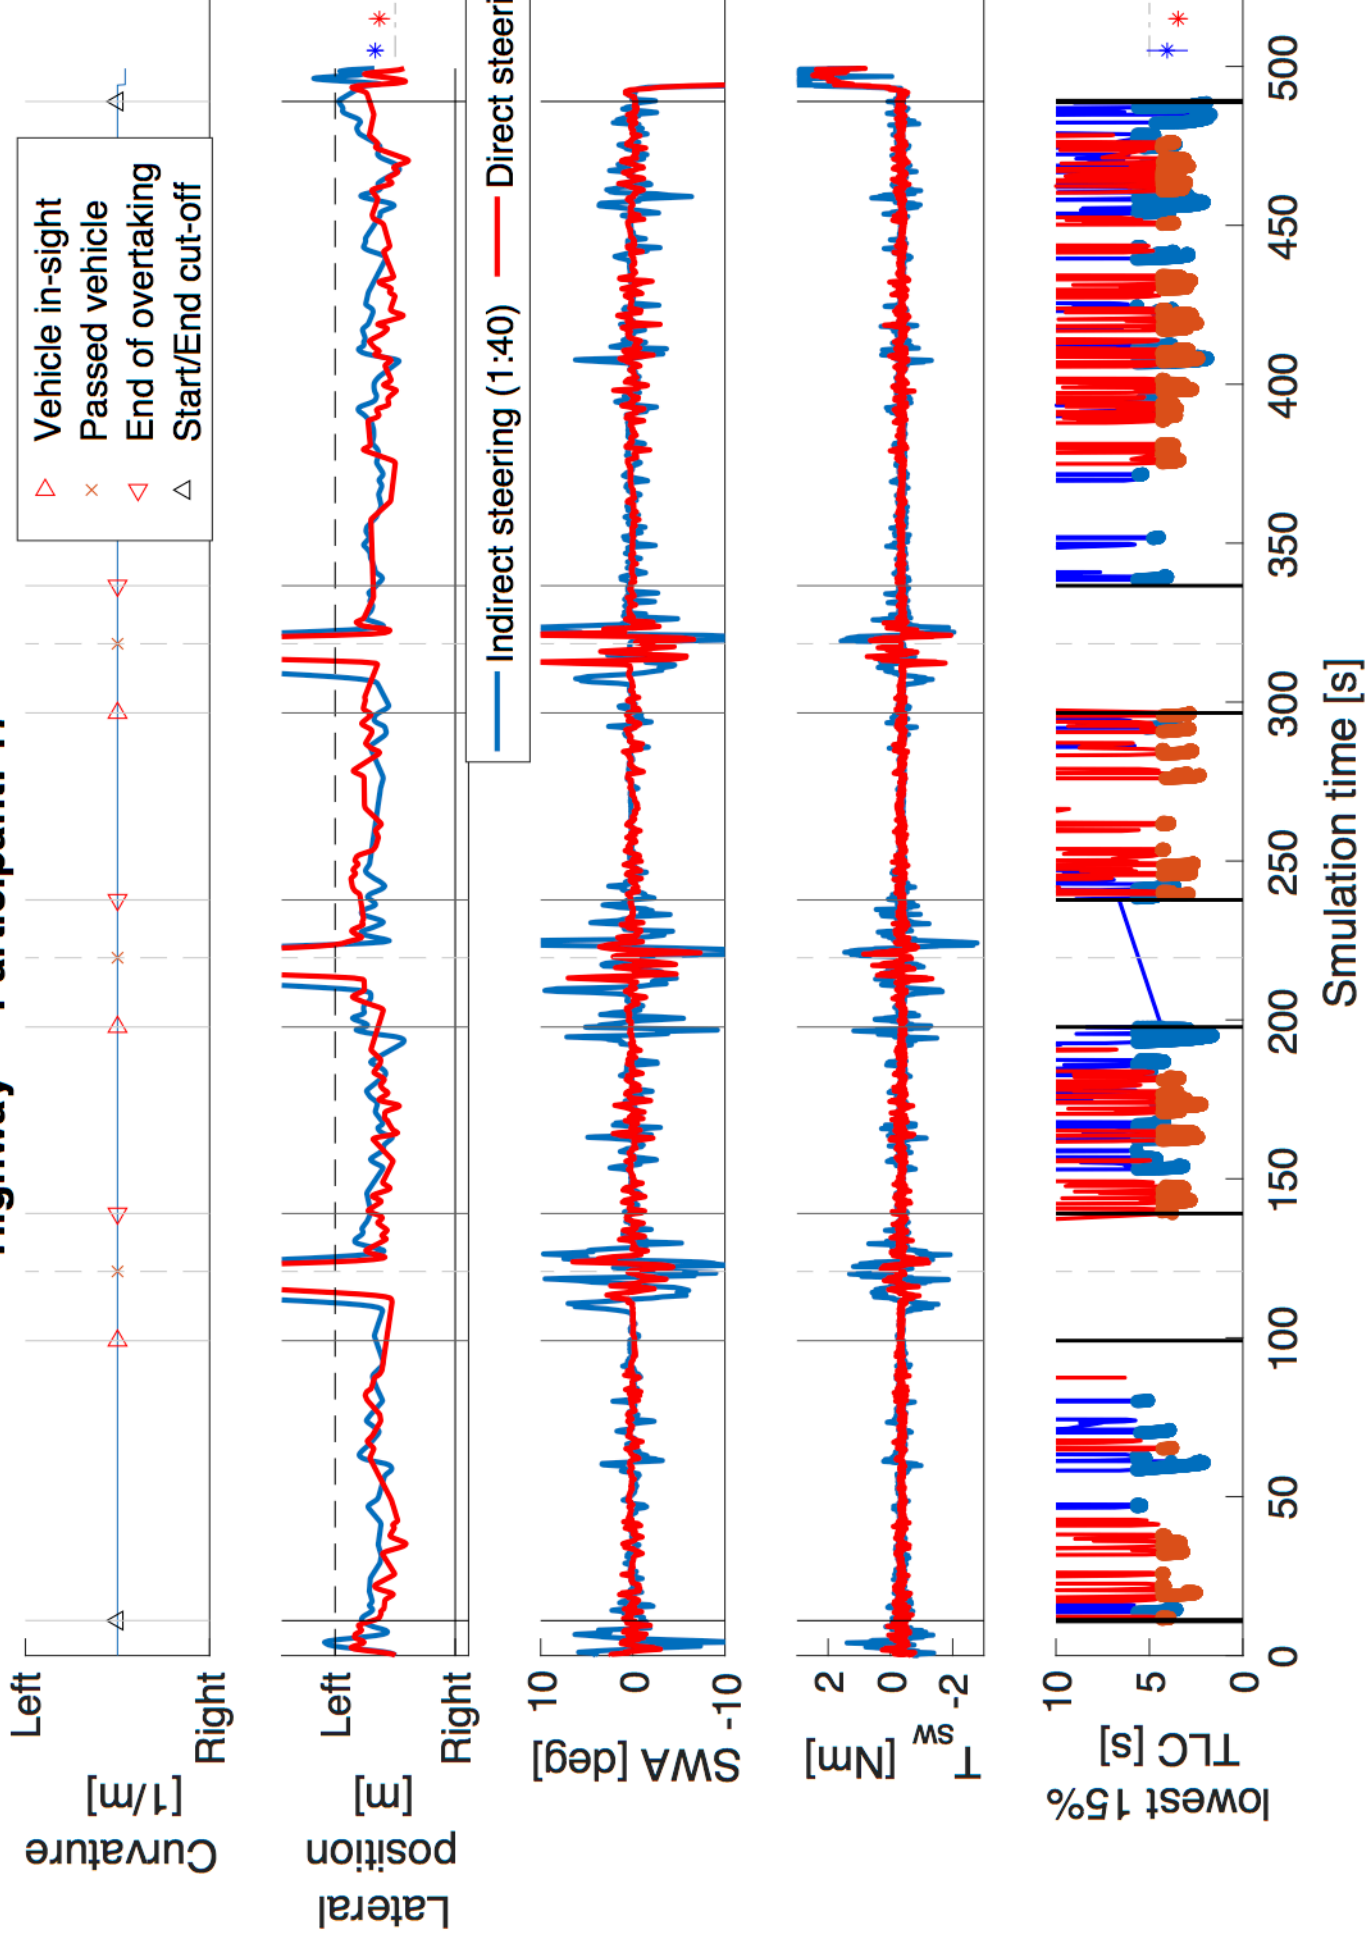 Left
Right
Curvature
[1/m]
Vehicle in-sight
Passed vehicle
End of overtaking
Start/End cut-off
Left
Right
Lateral
position
[m]
Indirect steering (1:40)
10
0
-10
SWA [deg]
2
0
-2
Tsw [Nm]
10
5
0
lowest 15%
TLC [s]
0
50
100
150
200
250
300
350
400
450
500
Smulation time [s]
Direct